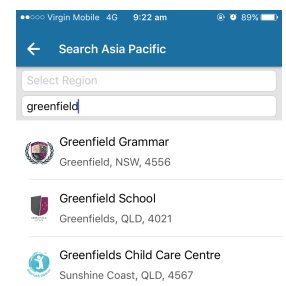 Virgin Mobile 4G 9:22 am 89%
Search Asia Pacific
Select Region
greenfield
Greenfield Grammar
Greenfield, NSW, 4556
Greenfield School
Greenfields, QLD, 4021
Greenfields Child Care Centre
Sunshine Coast, QLD, 4567